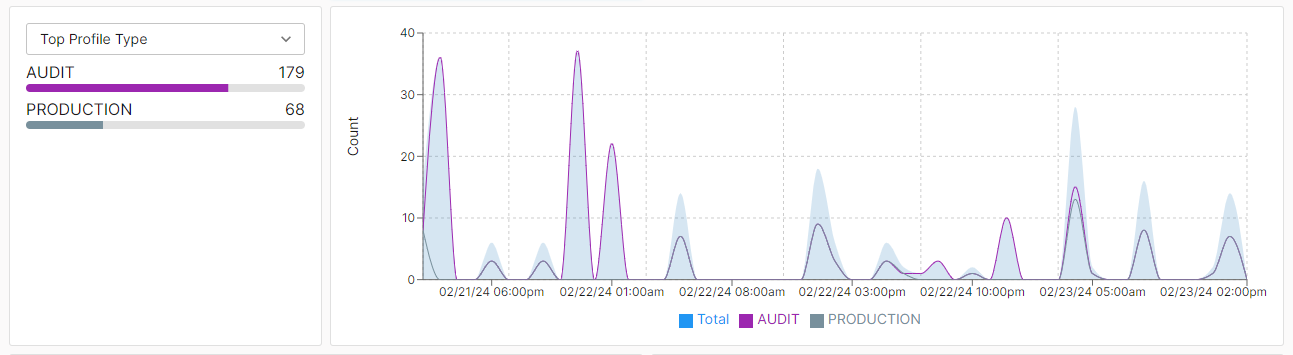 Top Profile Type
AUDIT 179
PRODUCTION 68
Count
40
30
20
10
0
02/21/24 06:00pm 02/22/24 01:00am 02/22/24 08:00am 02/22/24 03:00pm 02/22/24 10:00pm 02/23/24 05:00am 02/23/24 02:00pm
Total AUDIT PRODUCTION